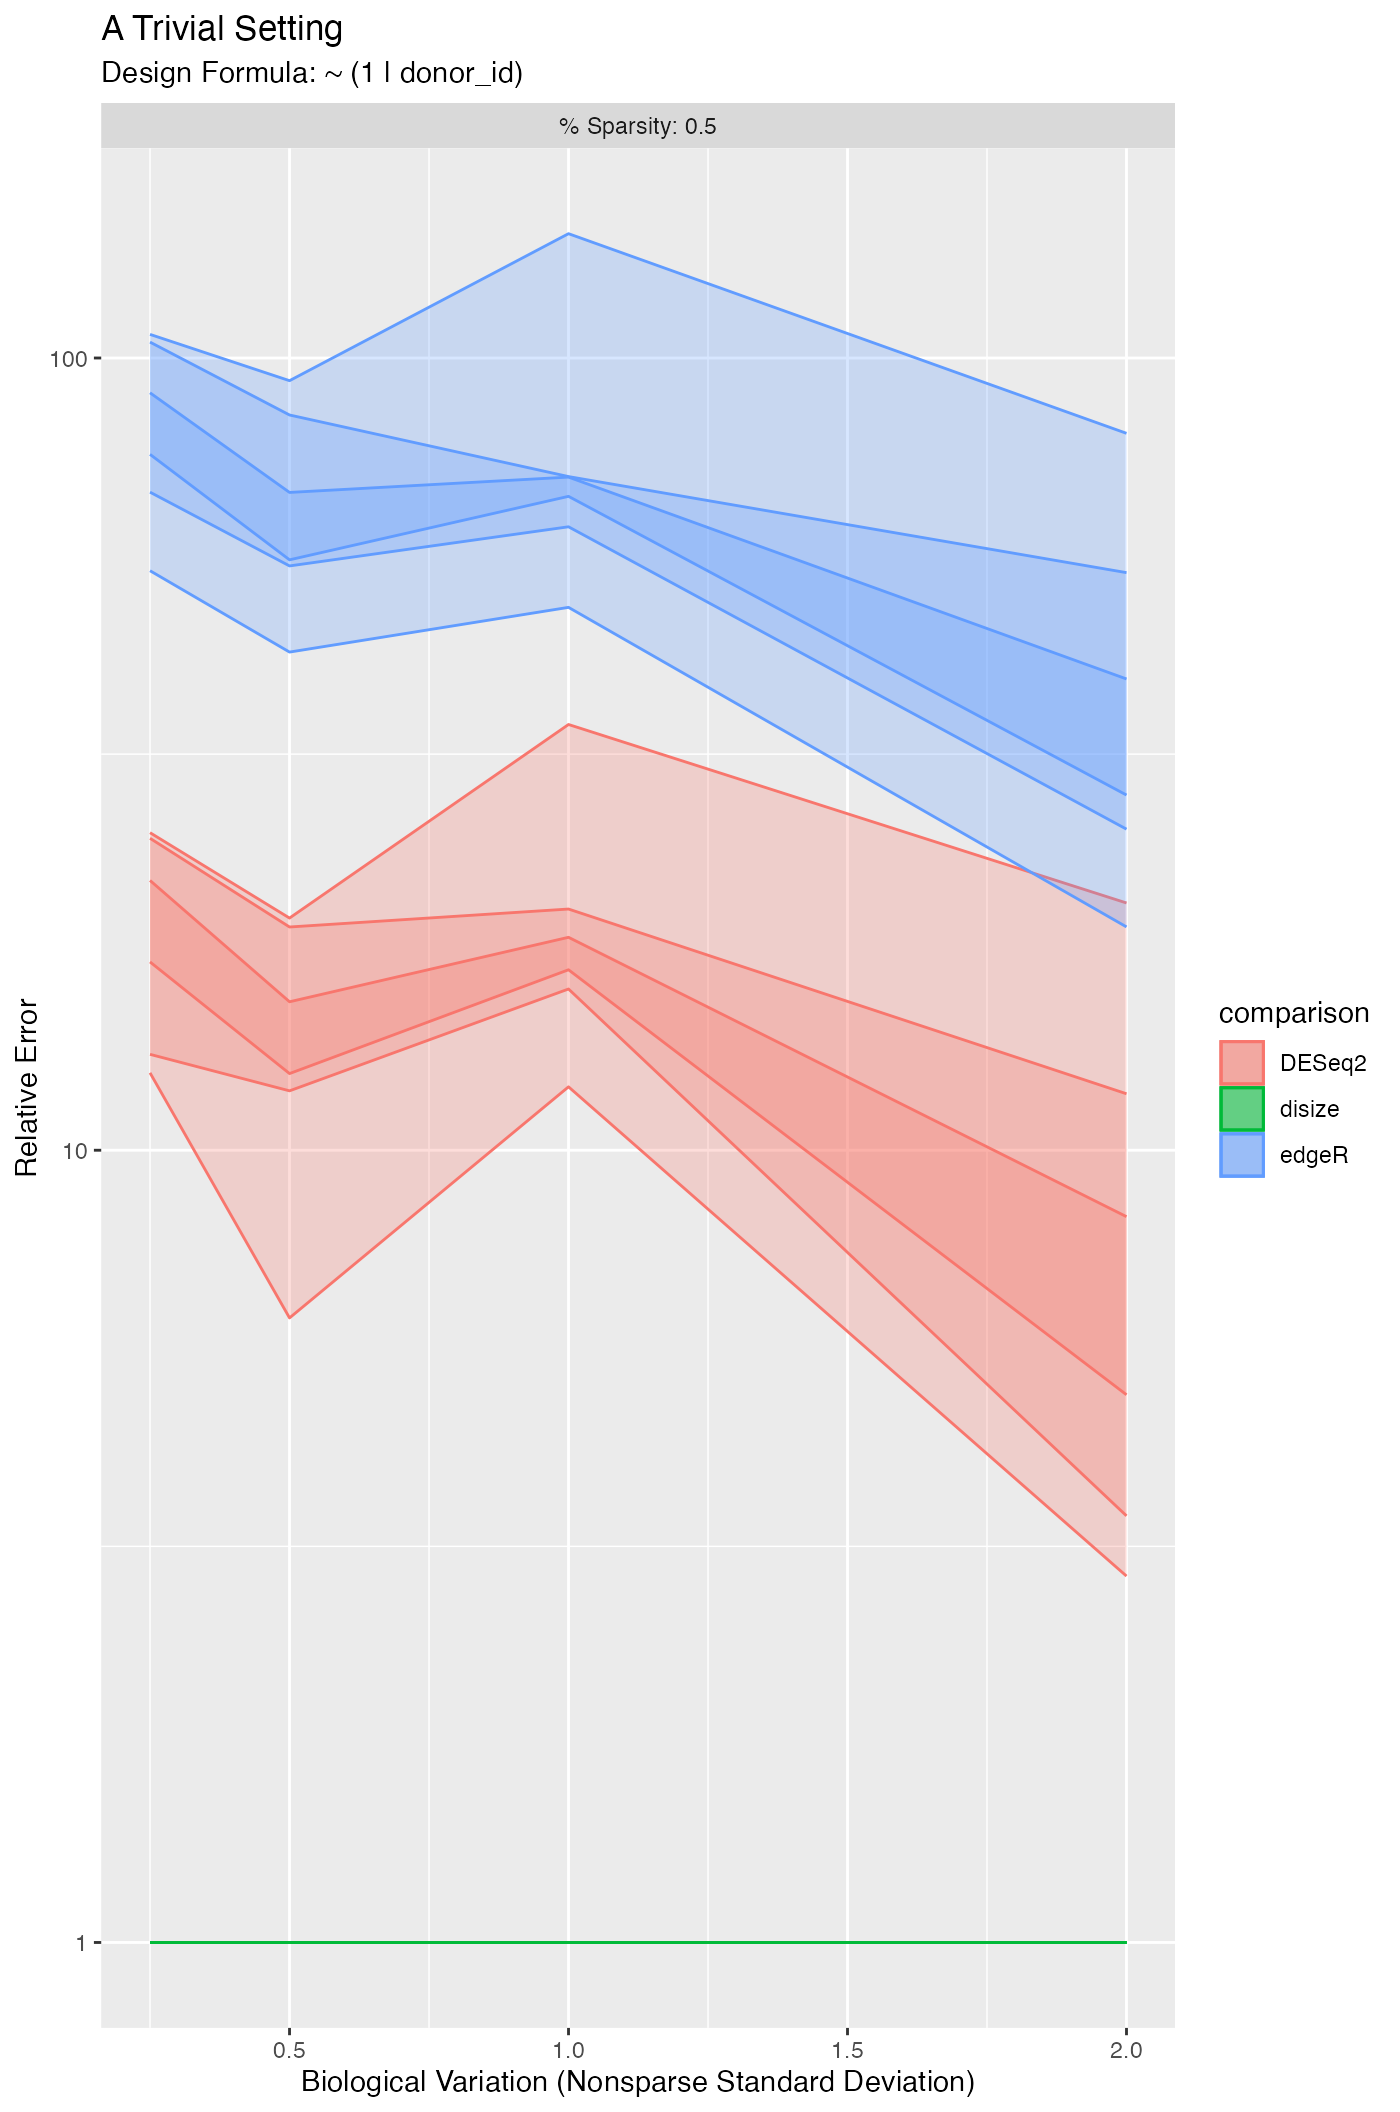 A Trivial Setting
Design Formula: ~ (1 | donor_id)
% Sparsity: 0.5
100
10
1
Relative Error
0.5
1.0
1.5
2.0
Biological Variation (Nonsparse Standard Deviation)
comparison
DESeq2
disize
edgeR